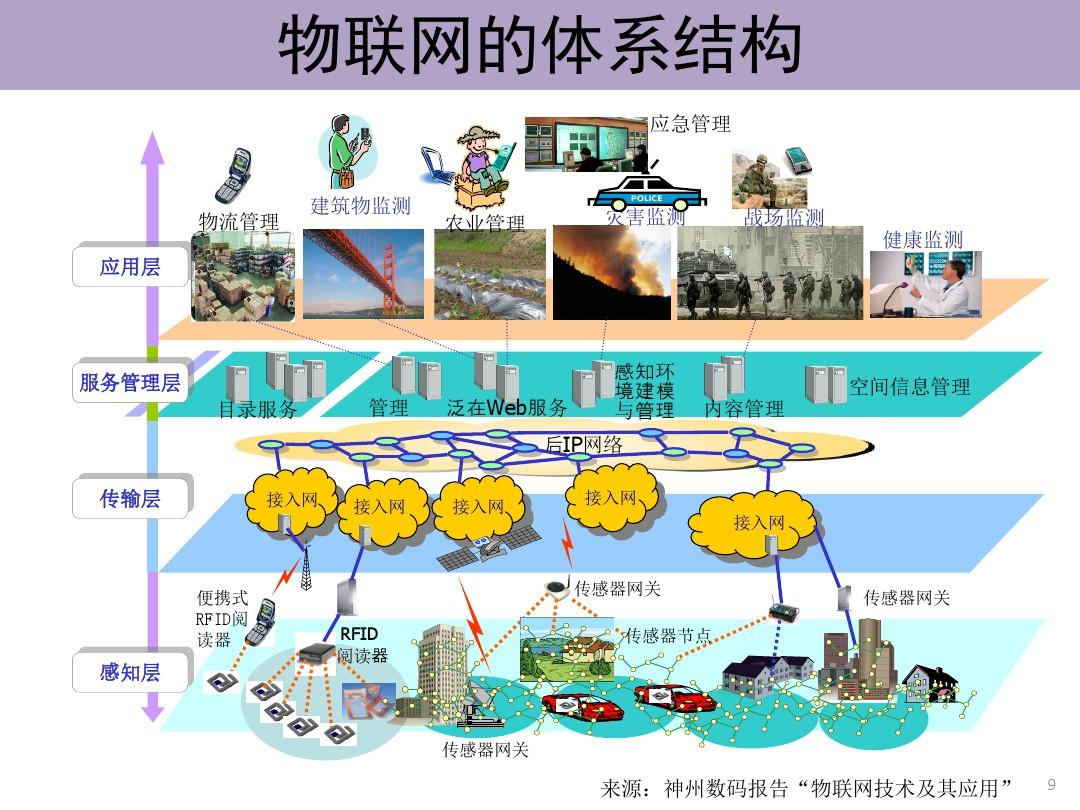 物联网的体系结构
应急管理
POLICE
建筑物监测
物流管理
农业管理
灾害监测
战场监测
健康监测
应用层
服务管理层
目录服务
管理
泛在Web服务
感知环
境建模
与管理
内容管理
空间信息管理
后IP网络
传输层
接入网
接入网
接入网
接入网
接入网
便携式
RFID阅
读器
RFID
阅读器
传感器网关
传感器节点
传感器网关
感知层
传感器网关
来源：神州数码报告“物联网技术及其应用”
9